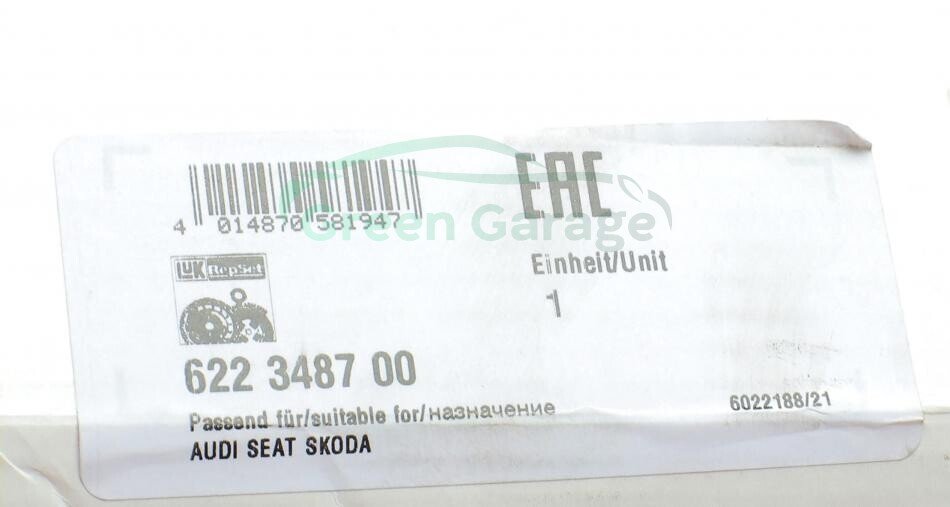 EAC
4 014870 581947
Green Garage
Einheit/Unit
1
LuK RepSet
622 3487 00
Passend für/suitable for/назначение
6022188/21
AUDI SEAT SKODA